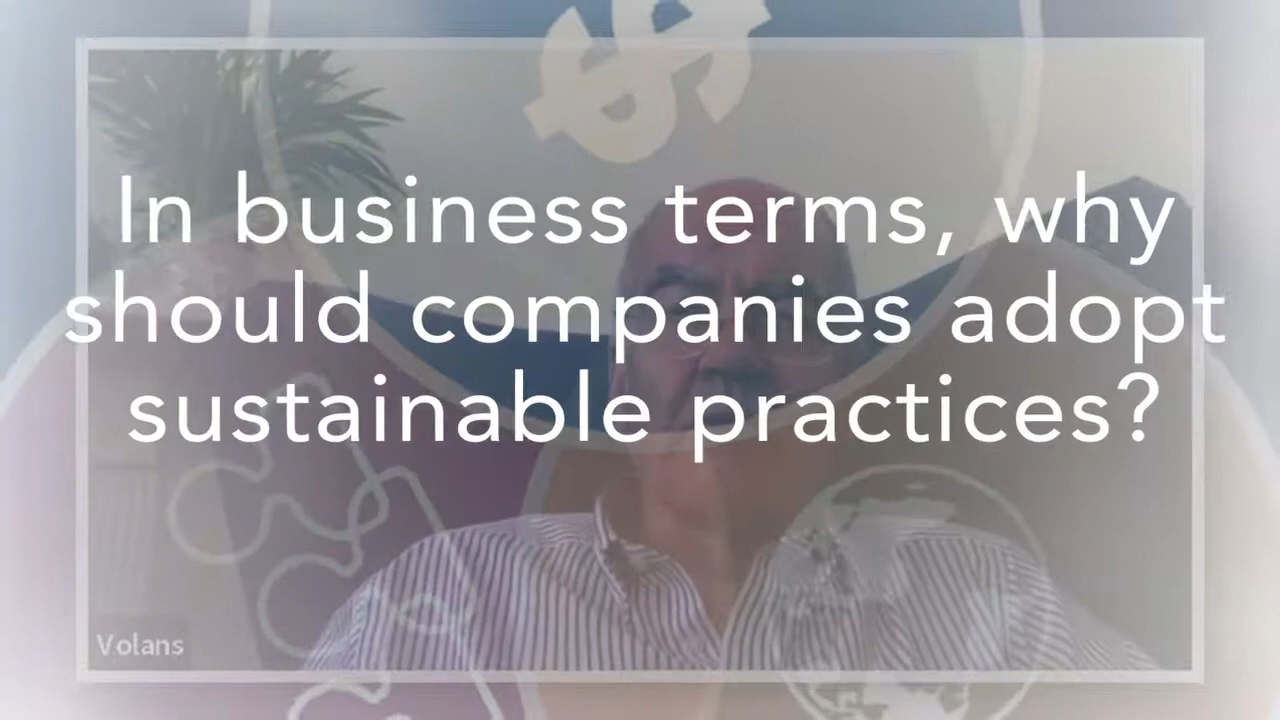 $
In business terms, why
should companies adopt
sustainable practices?
Volans